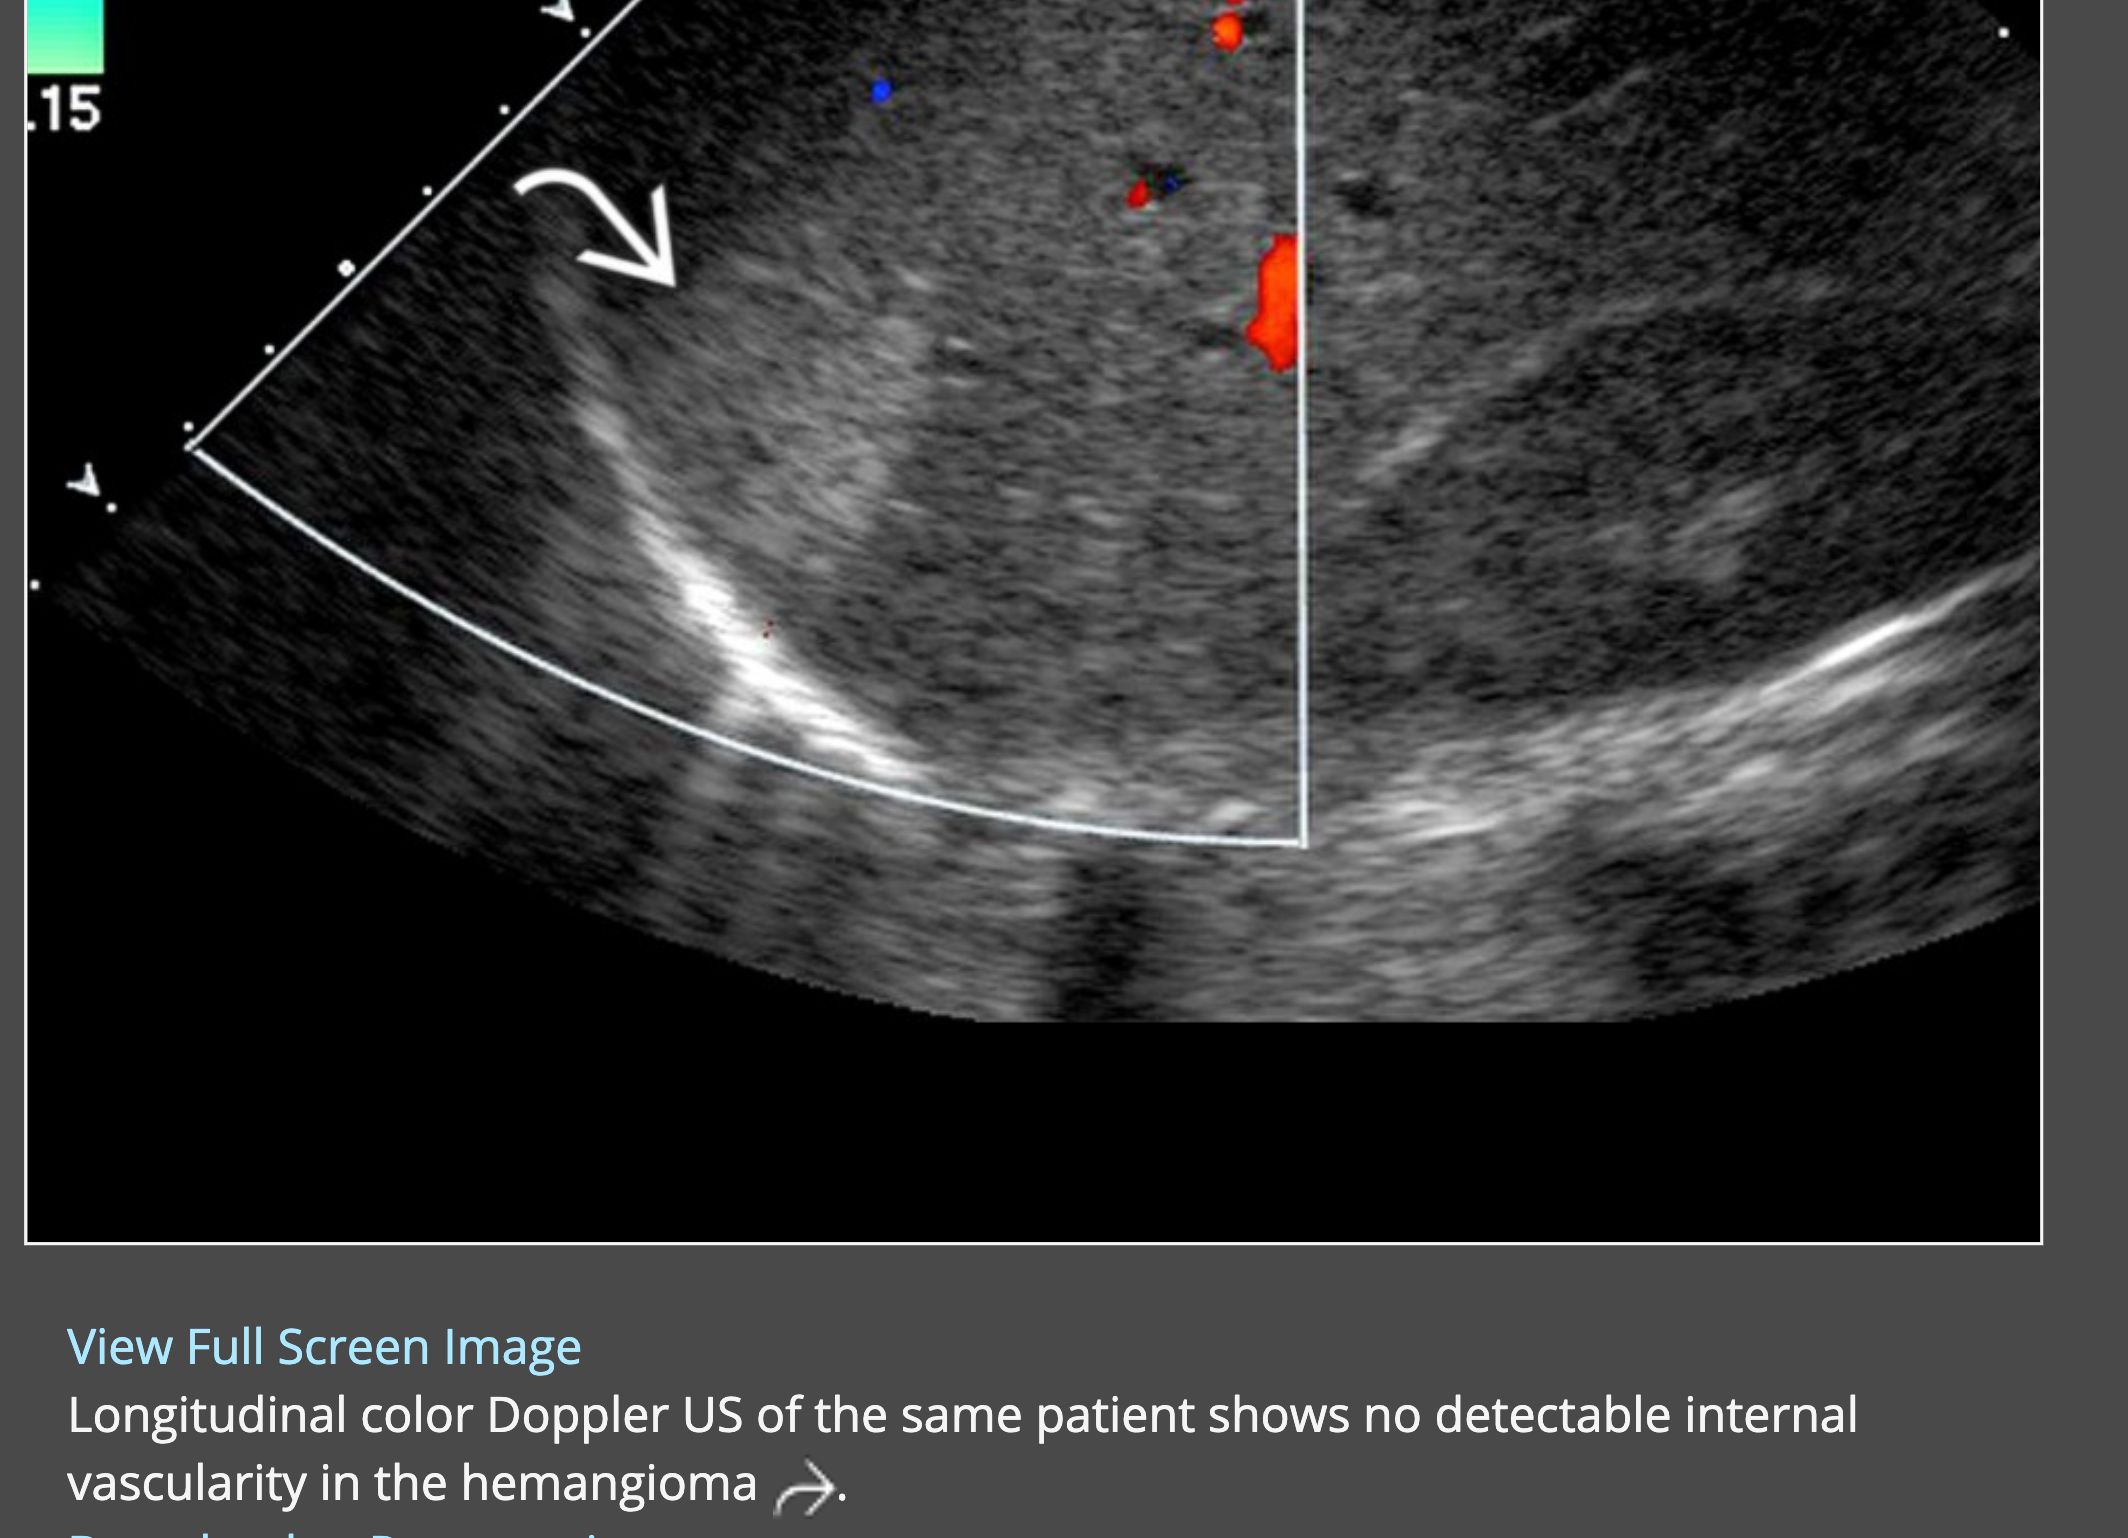 .15
View Full Screen Image
Longitudinal color Doppler US of the same patient shows no detectable internal
vascularity in the hemangioma .